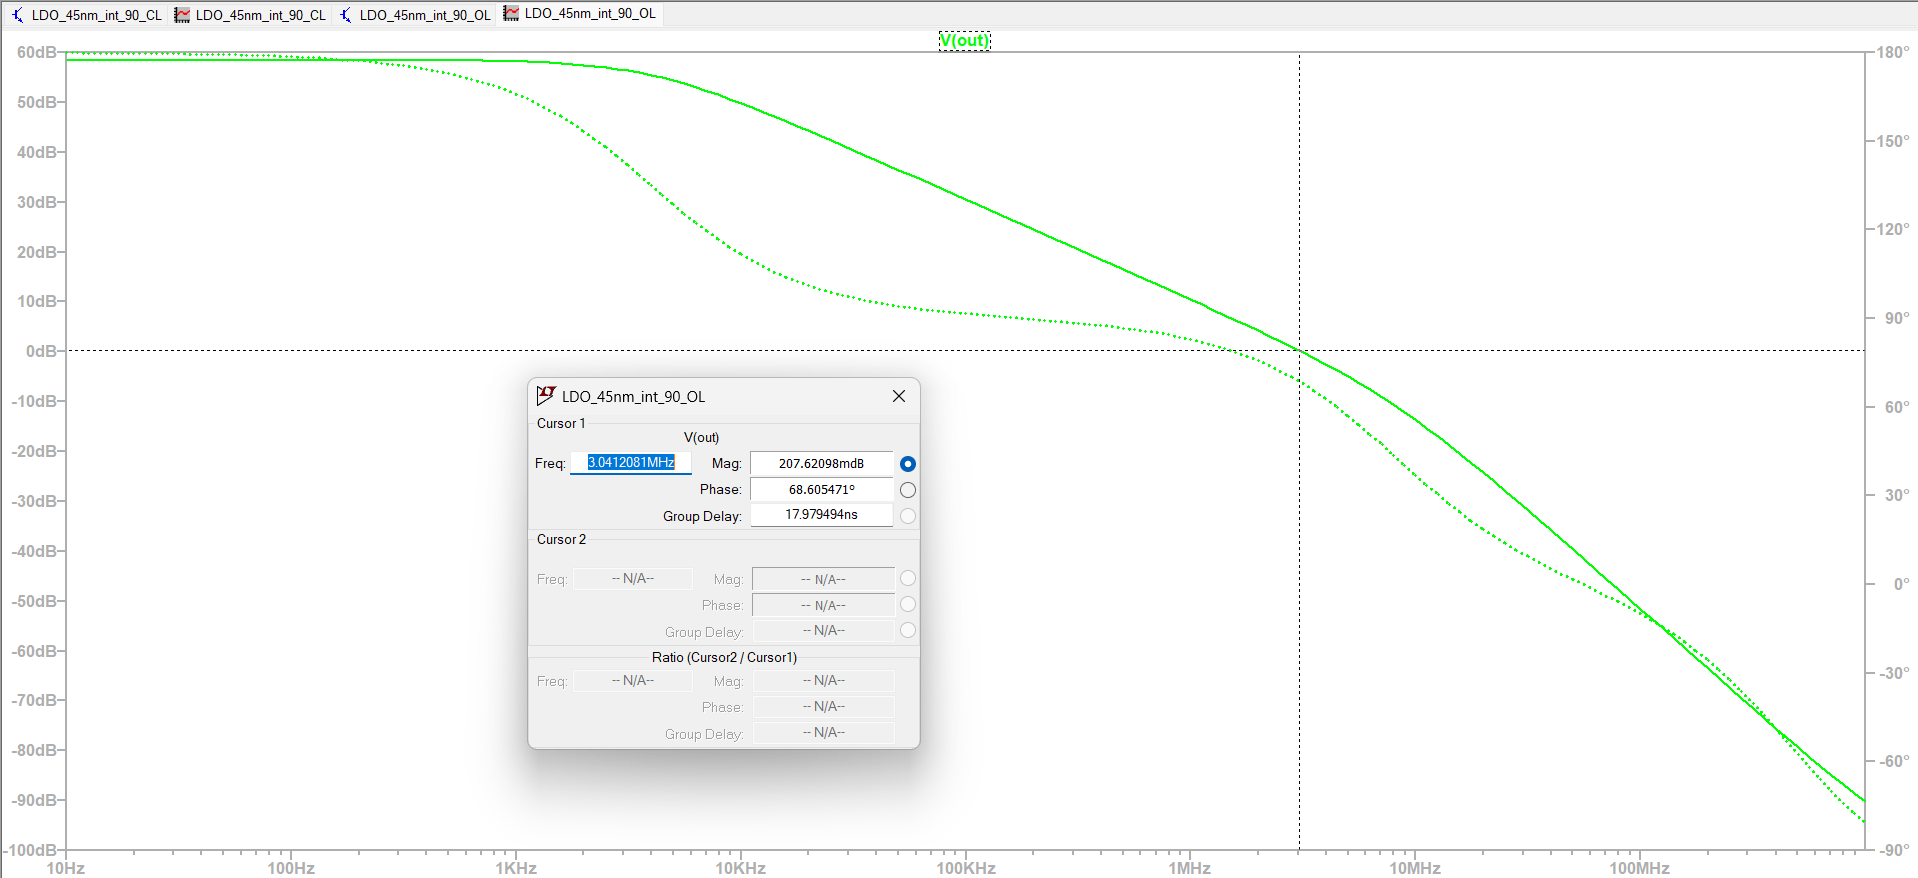 LDO_45nm_int_90_CL LDO_45nm_int_90_CL LDO_45nm_int_90_OL LDO_45nm_int_90_OL
V(out)
60dB 180°
50dB
40dB 150°
30dB
20dB 120°
10dB 90°
0dB
-10dB 60°
-20dB
-30dB 30°
-40dB
-50dB 0°
-60dB
-70dB -30°
-80dB -60°
-90dB
-100dB -90°
10Hz 100Hz 1KHz 10KHz 100KHz 1MHz 10MHz 100MHz
LDO_45nm_int_90_OL
Cursor 1
V(out)
Freq: 3.0412081MHz Mag: 207.62098mdB
Phase: 68.605471°
Group Delay: 17.979494ns
Cursor 2
Freq: -- N/A-- Mag: -- N/A--
Phase: -- N/A--
Group Delay: -- N/A--
Ratio (Cursor2 / Cursor1)
Freq: -- N/A-- Mag: -- N/A--
Phase: -- N/A--
Group Delay: -- N/A--